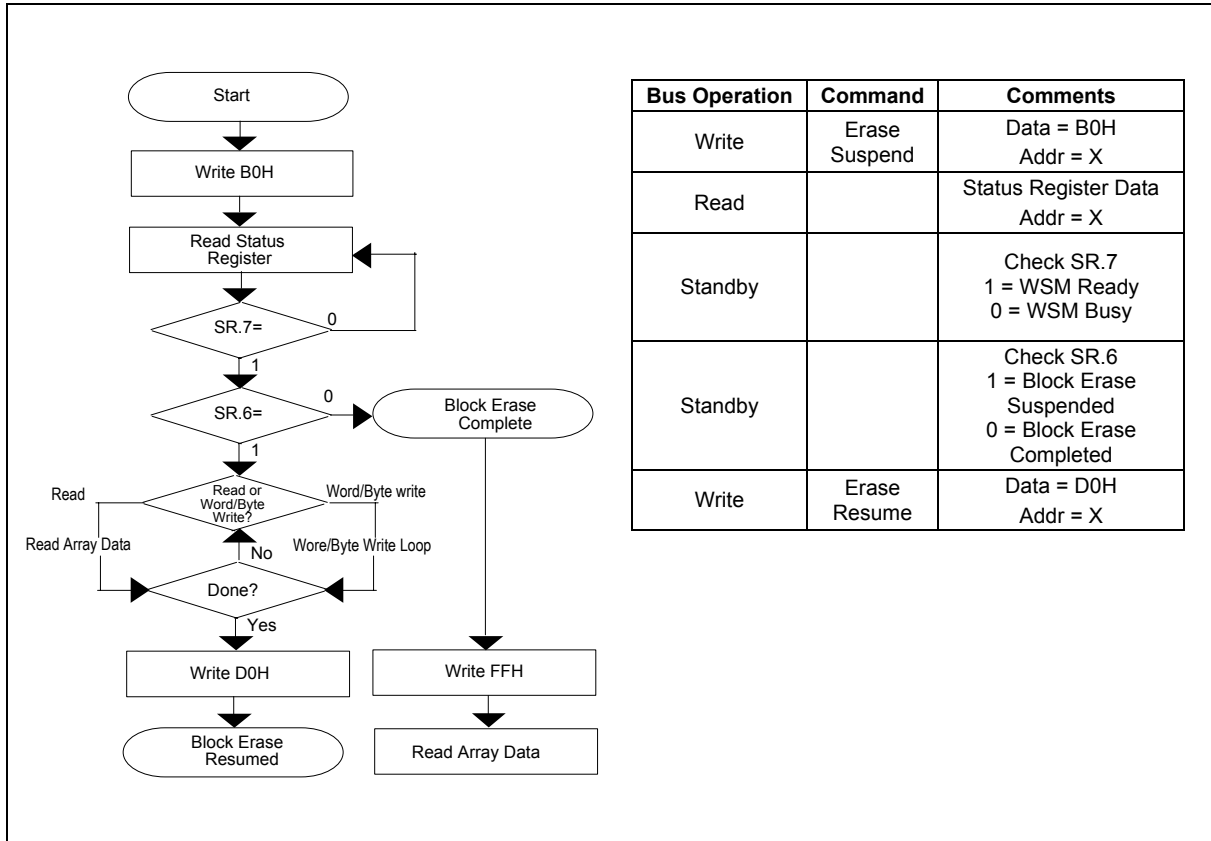 Start
Write B0H
Read Status
Register
SR.7=
0
1
SR.6=
0
Block Erase
Complete
1
Read
Read or
Word/Byte
Write?
Word/Byte write
Read Array Data
No
Wore/Byte Write Loop
Done?
Yes
Write D0H
Write FFH
Block Erase
Resumed
Read Array Data
Bus Operation Command Comments
Write
Erase
Suspend
Data = B0H
Addr = X
Read
Status Register Data
Addr = X
Standby
Check SR.7
1 = WSM Ready
0 = WSM Busy
Standby
Check SR.6
1 = Block Erase
Suspended
0 = Block Erase
Completed
Write
Erase
Resume
Data = D0H
Addr = X